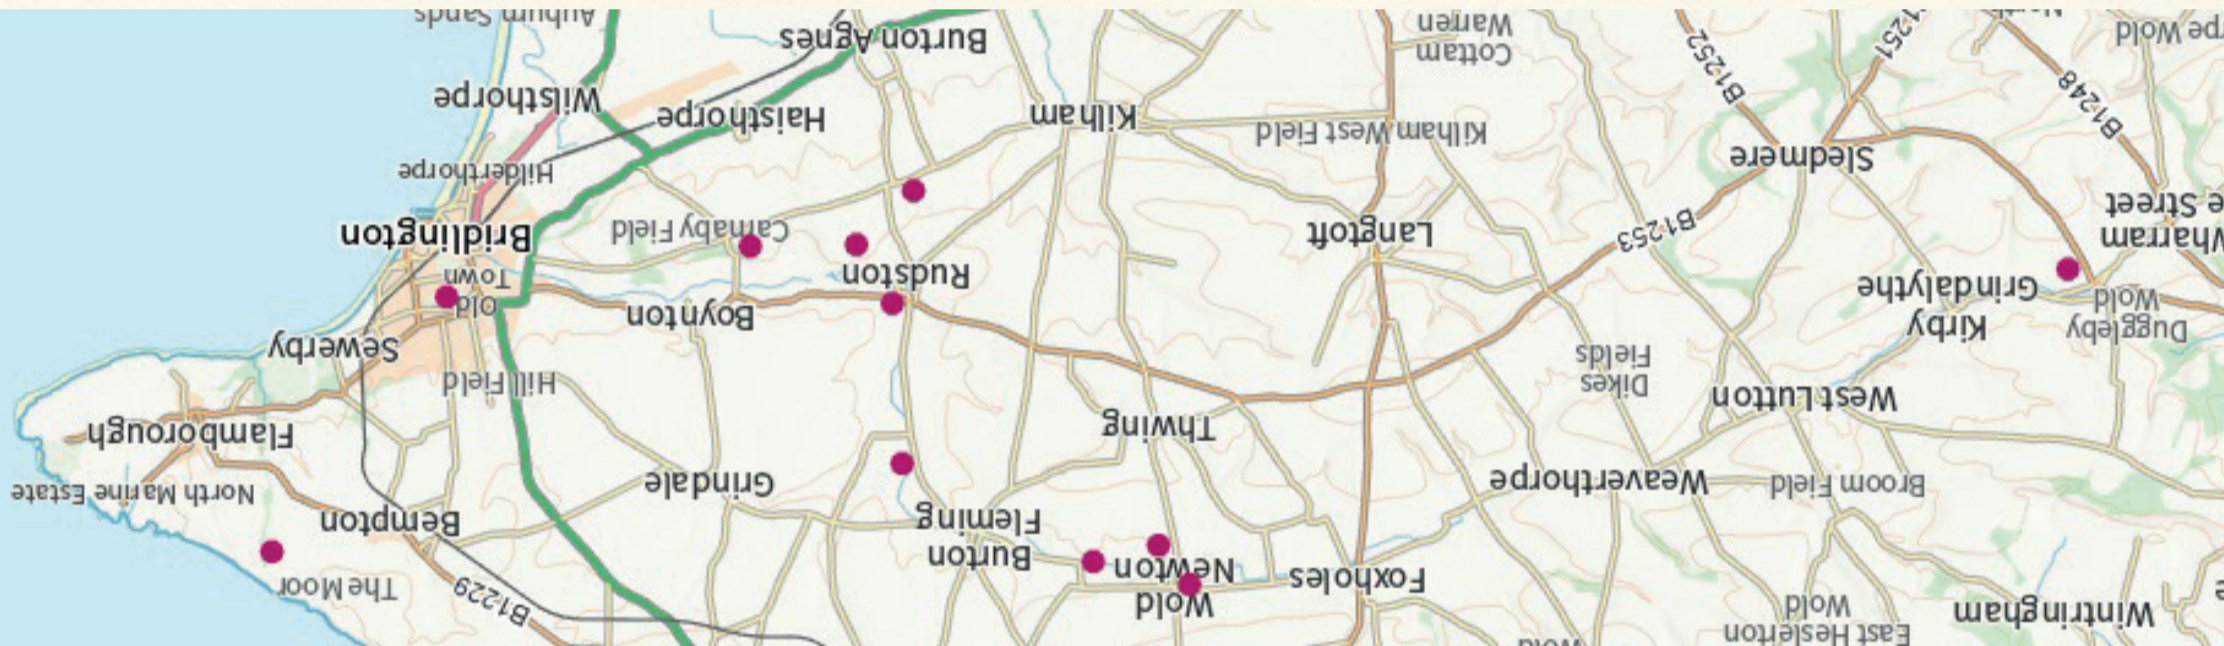 East Heslerton
Wold
Wintringham
Wold
Newton
Foxholes
B1229
The Moor
Burton
Fleming
Bempton
North Marine Estate
Broom Field
Weaverthorpe
Grindale
Flamborough
Thwing
West Lutton
Dikes
Fields
Hill Field
Sewerby
Duggleby
Wold
Kirby
Grindalythe
Boynton
Rudston
Old
Town
Bridlington
Wharram
e Street
B1253
Langtoft
Carnaby Field
Hilderthorpe
Sledmere
Kilham West Field
Kilham
Haisthorpe
Wilsthorpe
B1248
B1251
B1252
Cottam
Warren
Burton Agnes
Auburn Sands
pe Wold